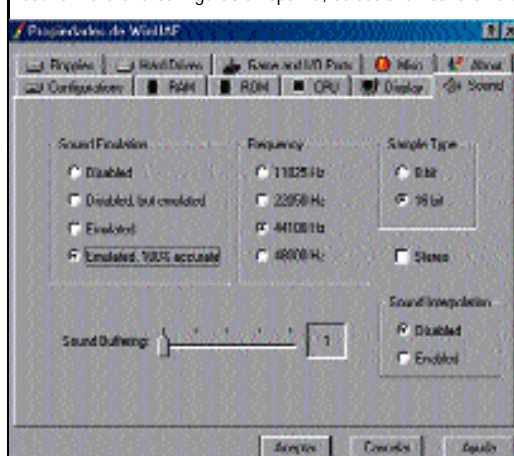 Propiedades de WinUAE
Floppies Hard Drives Game and I/O Ports Misc About
Configurations RAM ROM CPU Display Sound
Sound Emulation Frequency Sample Type
Disabled 11025 Hz 8 bit
Disabled, but emulated 22050 Hz 16 bit
Emulated 44100 Hz
Emulated, 100% accurate 48000 Hz Stereo
Sound Interpolation
Sound Buffering: 1 Disabled
Enabled
Aceptar Cancelar Ayuda